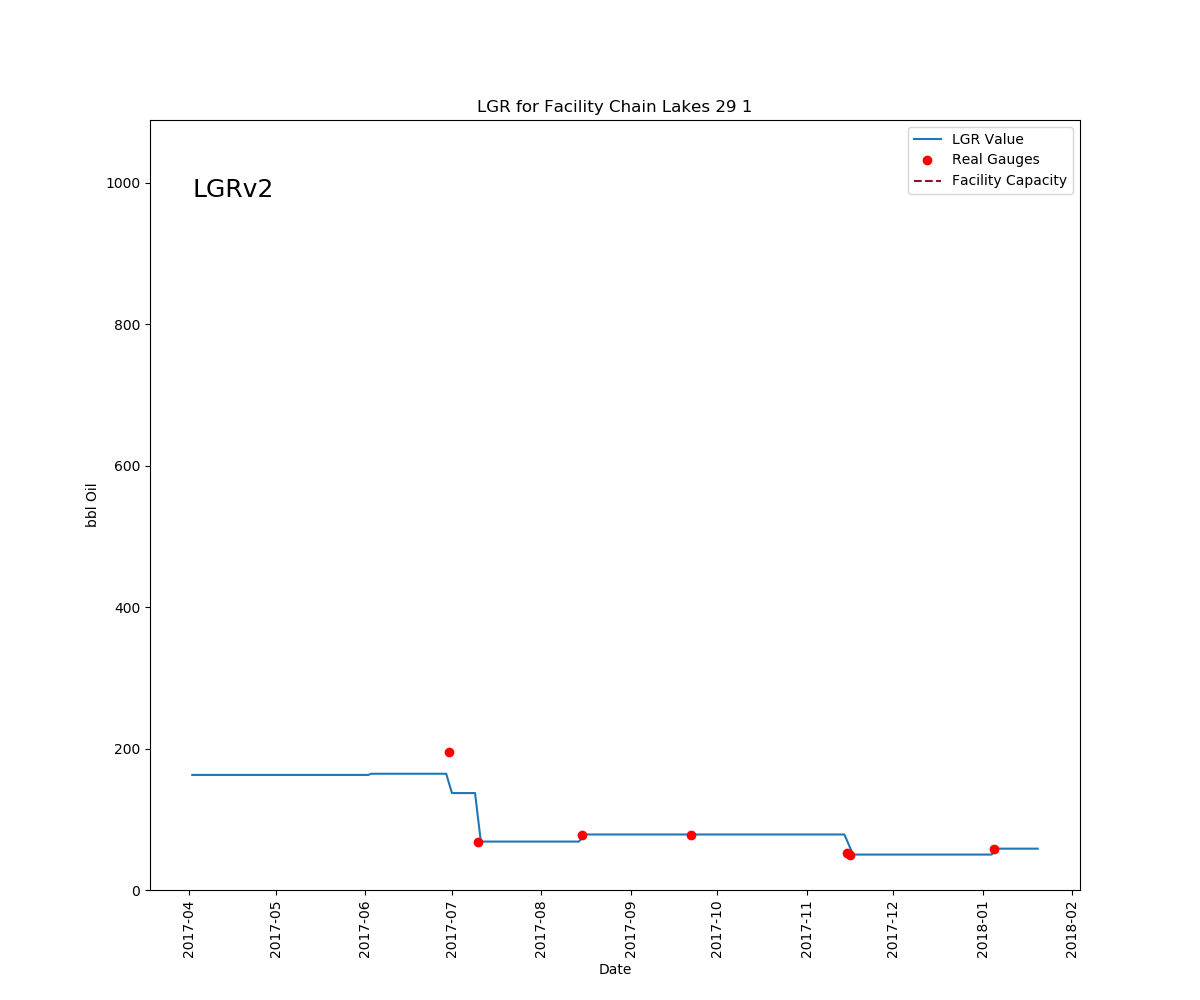 LGR for Facility Chain Lakes 29 1
LGR Value
Real Gauges
Facility Capacity
LGRv2
1000
800
600
400
200
0
bbl Oil
2017-04
2017-05
2017-06
2017-07
2017-08
2017-09
2017-10
2017-11
2017-12
2018-01
2018-02
Date